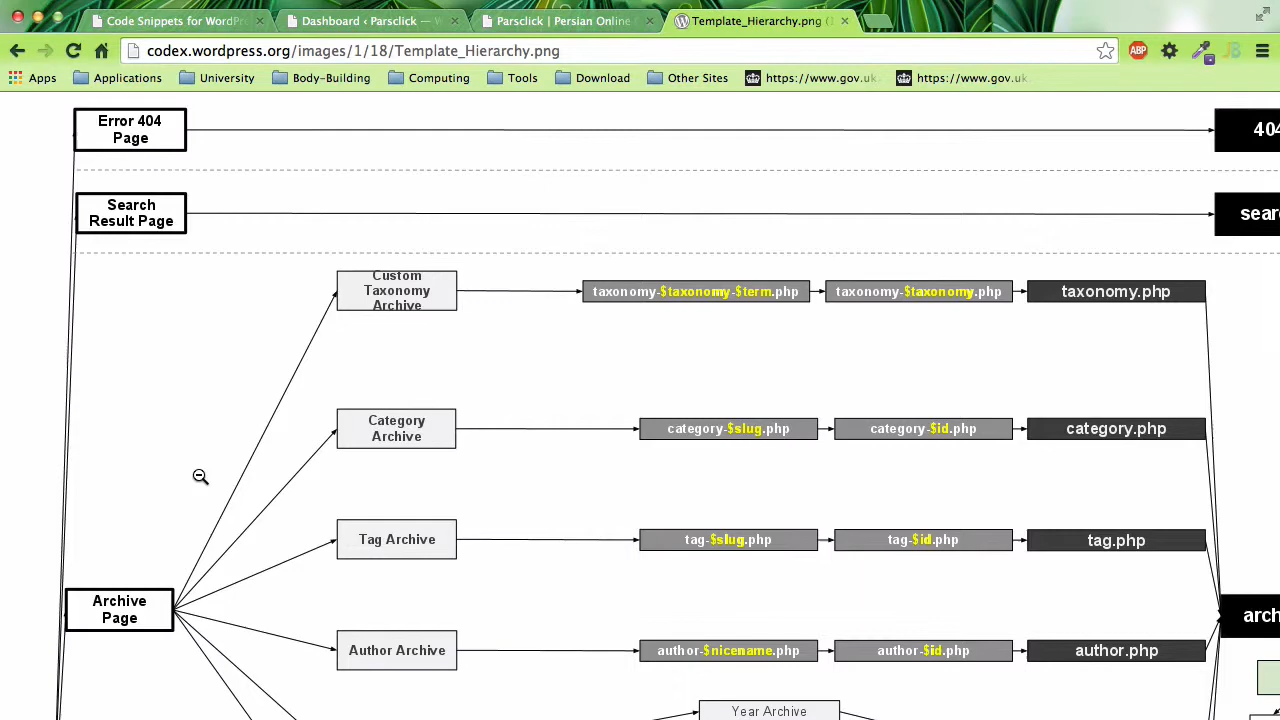 Code Snippets for WordPr
Dashboard ‹ Parsclick — W
Parsclick | Persian Online
Template_Hierarchy.png (1
codex.wordpress.org/images/1/18/Template_Hierarchy.png
ABP
Apps
Applications
University
Body-Building
Computing
Tools
Download
Other Sites
https://www.gov.uk
https://www.gov.uk
Error 404
Page
404
Search
Result Page
sear
Custom
Taxonomy
Archive
taxonomy-$taxonomy-$term.php
taxonomy-$taxonomy.php
taxonomy.php
Category
Archive
category-$slug.php
category-$id.php
category.php
Tag Archive
tag-$slug.php
tag-$id.php
tag.php
Archive
Page
arch
Author Archive
author-$nicename.php
author-$id.php
author.php
Year Archive